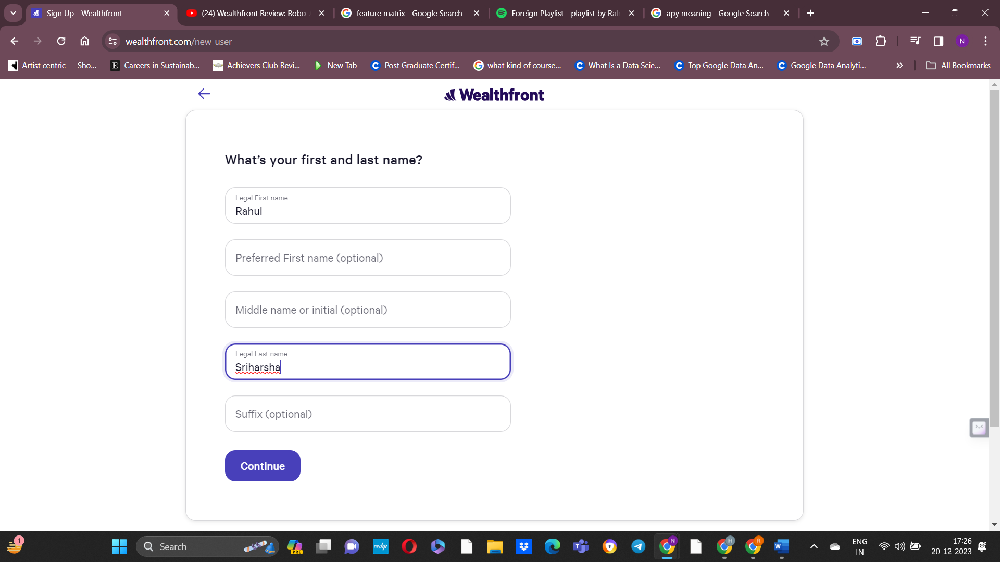 Sign Up - Wealthfront
(24) Wealthfront Review: Robo-
feature matrix - Google Search
Foreign Playlist - playlist by Rah
apy meaning - Google Search
wealthfront.com/new-user
N
Artist centric — Sho...
E
Careers in Sustainab...
Achievers Club Revi...
New Tab
C
Post Graduate Certif...
what kind of course...
C
What Is a Data Scie...
C
Top Google Data An...
C
Google Data Analyti...
All Bookmarks
Wealthfront
What's your first and last name?
Legal First name
Rahul
Preferred First name (optional)
Middle name or initial (optional)
Legal Last name
Sriharsha
Suffix (optional)
Continue
1
Search
PRE
myhp
T
N
H
R
W
ENG
IN
17:26
20-12-2023